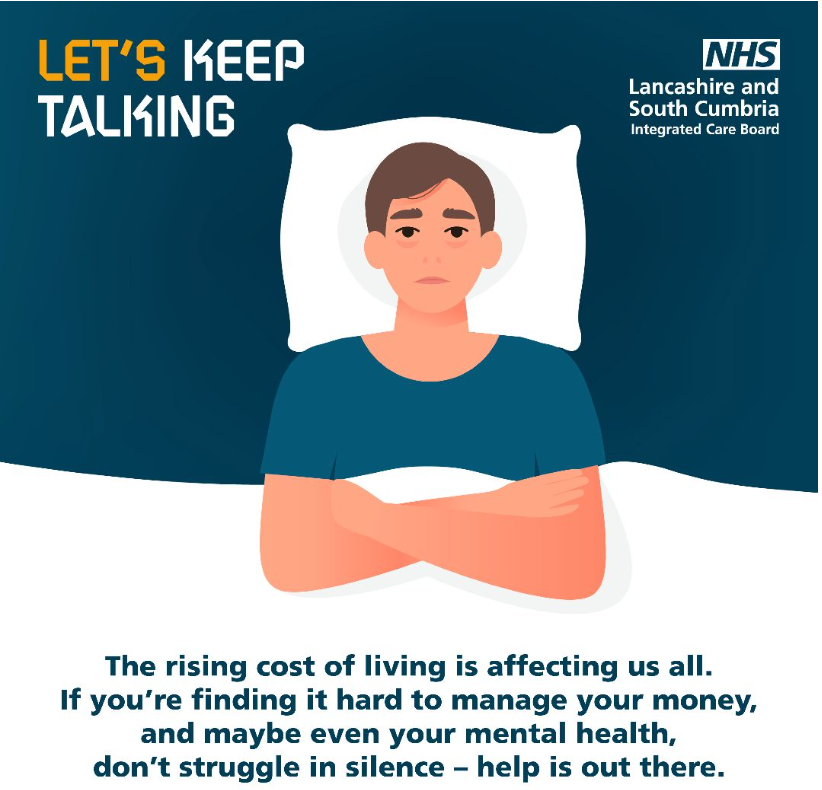 LET'S KEEP
TALKING
NHS
Lancashire and
South Cumbria
Integrated Care Board
The rising cost of living is affecting us all.
If you're finding it hard to manage your money,
and maybe even your mental health,
don't struggle in silence – help is out there.